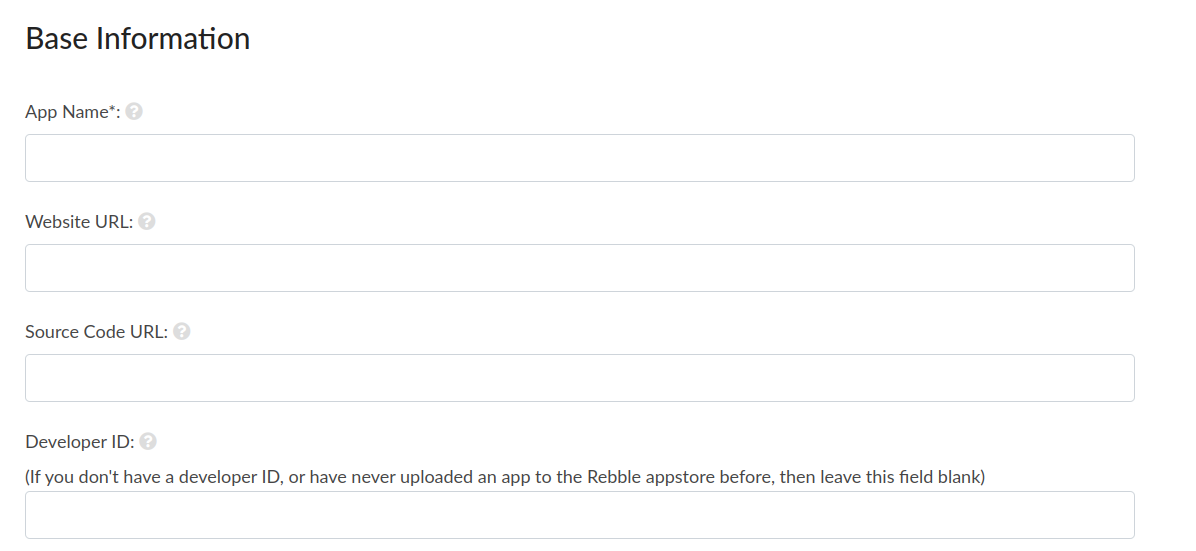 Base Information
App Name*: ?
Website URL: ?
Source Code URL: ?
Developer ID: ?
(If you don't have a developer ID, or have never uploaded an app to the Rebble appstore before, then leave this field blank)